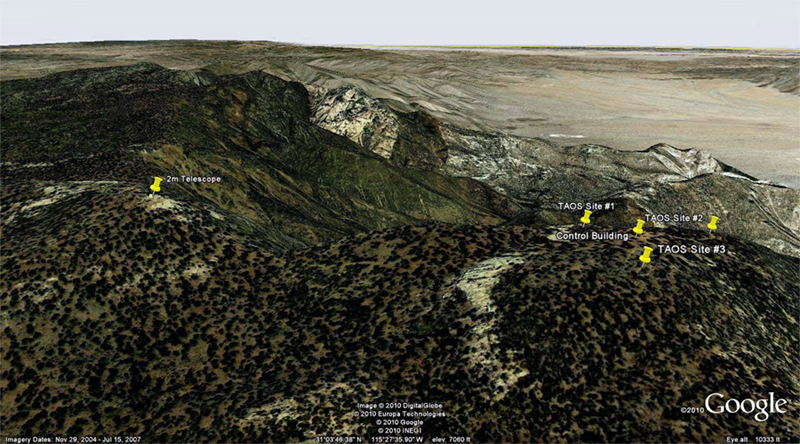 2m Telescope
TAOS Site #1
TAOS Site #2
Control Building
TAOS Site #3
Image © 2010 DigitalGlobe
© 2010 Europa Technologies
© 2010 Google
© 2010 INEGI
©2010 Google
Imagery Dates: Nov 29, 2004 - Jul 15, 2007
31°03'46.38" N 115°27'35.90" W elev 7060 ft
Eye alt 10333 ft